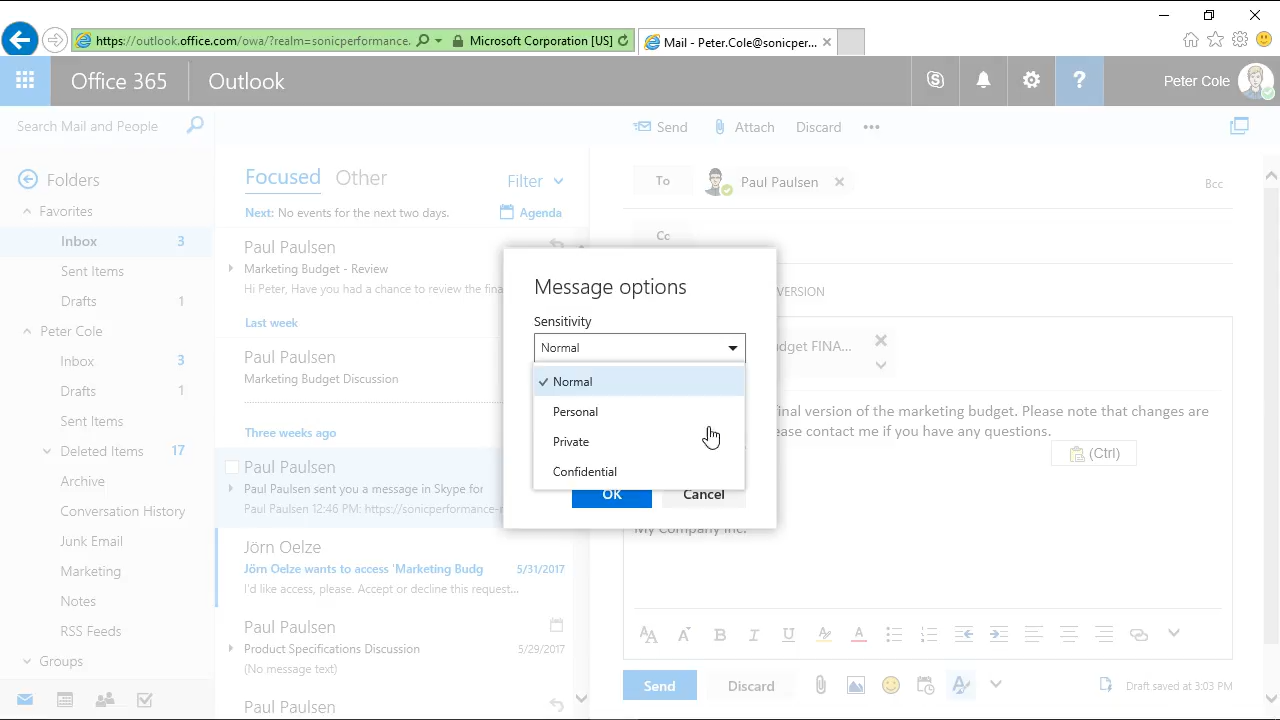 https://outlook.office.com/owa/?realm=sonicperformance.
Microsoft Corporation [US]
Mail - Peter.Cole@sonicper...
Office 365
Outlook
Peter Cole
Search Mail and People
Send
Attach
Discard
Folders
Favorites
Inbox 3
Sent Items
Drafts 1
Peter Cole
Inbox 3
Drafts 1
Sent Items
Deleted Items 17
Archive
Conversation History
Junk Email
Marketing
Notes
RSS Feeds
Groups
Focused Other
Filter
Next: No events for the next two days.
Agenda
Paul Paulsen
Marketing Budget - Review
Hi Peter, Have you had a chance to review the fina
Last week
Paul Paulsen
Marketing Budget Discussion
Three weeks ago
Paul Paulsen
Paul Paulsen sent you a message in Skype for
Paul Paulsen 12:46 PM: https://sonicperformance-
Jörn Oelze
Jörn Oelze wants to access 'Marketing Budg 5/31/2017
I'd like access, please. Accept or decline this request...
Paul Paulsen
Product Specifications Discussion 5/29/2017
(No message text)
Paul Paulsen
To
Paul Paulsen
Bcc
Cc
VERSION
dget FINA...
inal version of the marketing budget. Please note that changes are
ease contact me if you have any questions.
(Ctrl)
My Company Inc.
Message options
Sensitivity
Normal
Normal
Personal
Private
Confidential
OK
Cancel
Send
Discard
Draft saved at 3:03 PM